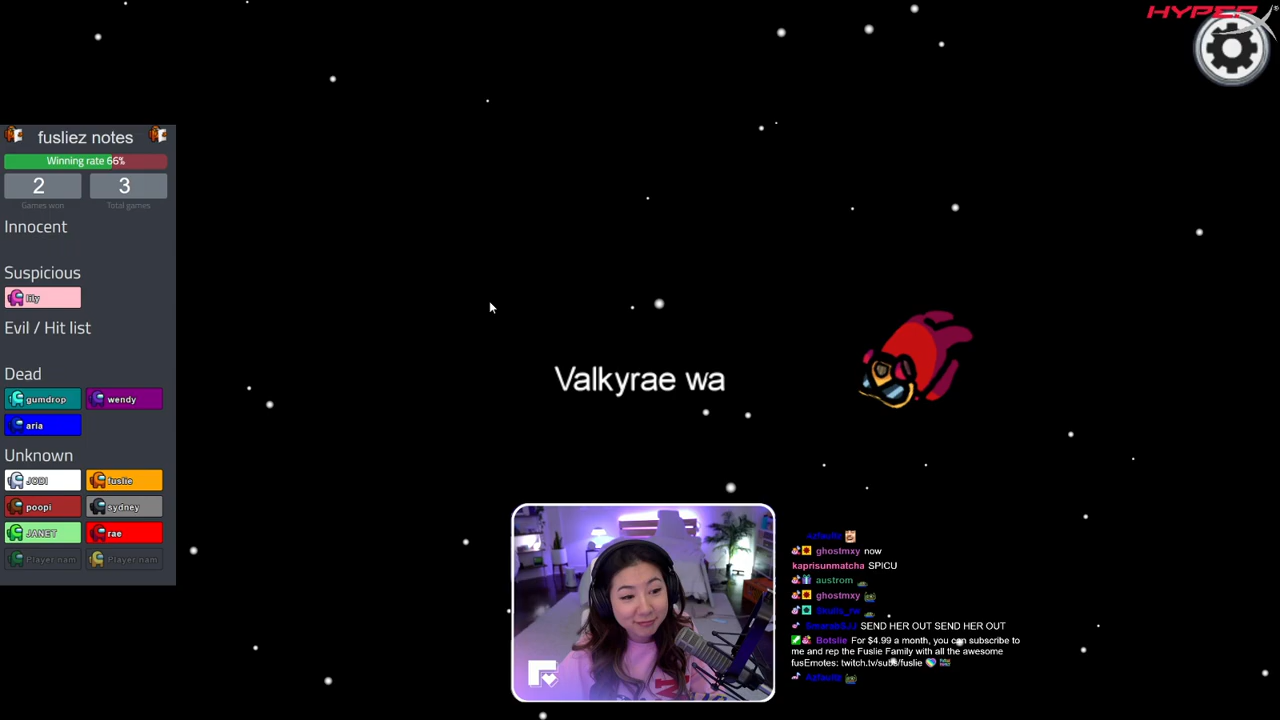 HYPERX
fusliez notes
Winning rate 66%
2
3
Games won
Total games
Innocent
Suspicious
lily
Evil / Hit list
Dead
gumdrop
wendy
aria
Unknown
JODI
fuslie
poopi
sydney
JANET
rae
Player nam
Player nam
Valkyrae wa
ghostmxy now
kaprisunmatcha SPICU
austrom
ghostmxy
SEND HER OUT SEND HER OUT
Botslie For $4.99 a month, you can subscribe to
me and rep the Fuslie Family with all the awesome
fusEmotes: twitch.tv/subs/fuslie